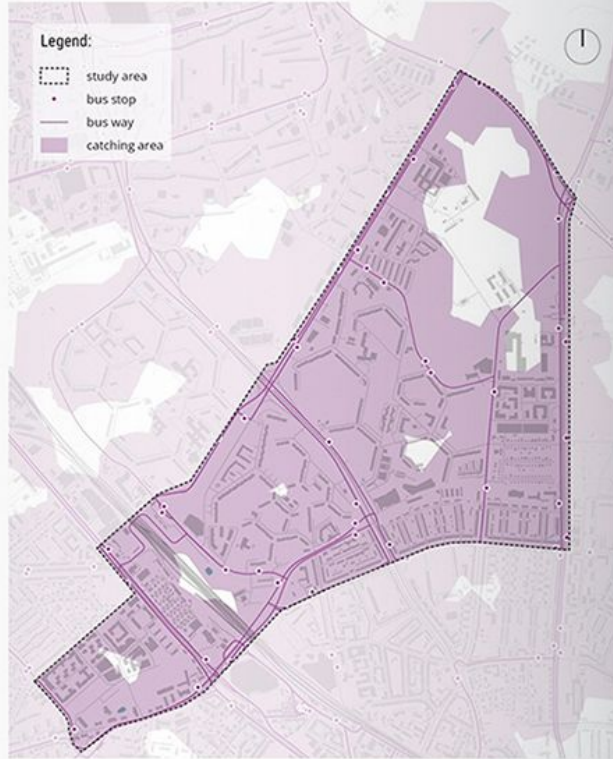 Legend:
study area
bus stop
bus way
catching area